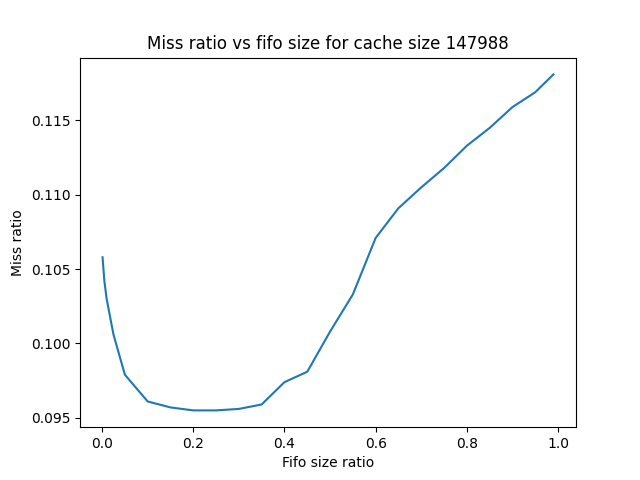 Miss ratio vs fifo size for cache size 147988
0.115
0.110
0.105
0.100
0.095
Miss ratio
0.0 0.2 0.4 0.6 0.8 1.0
Fifo size ratio